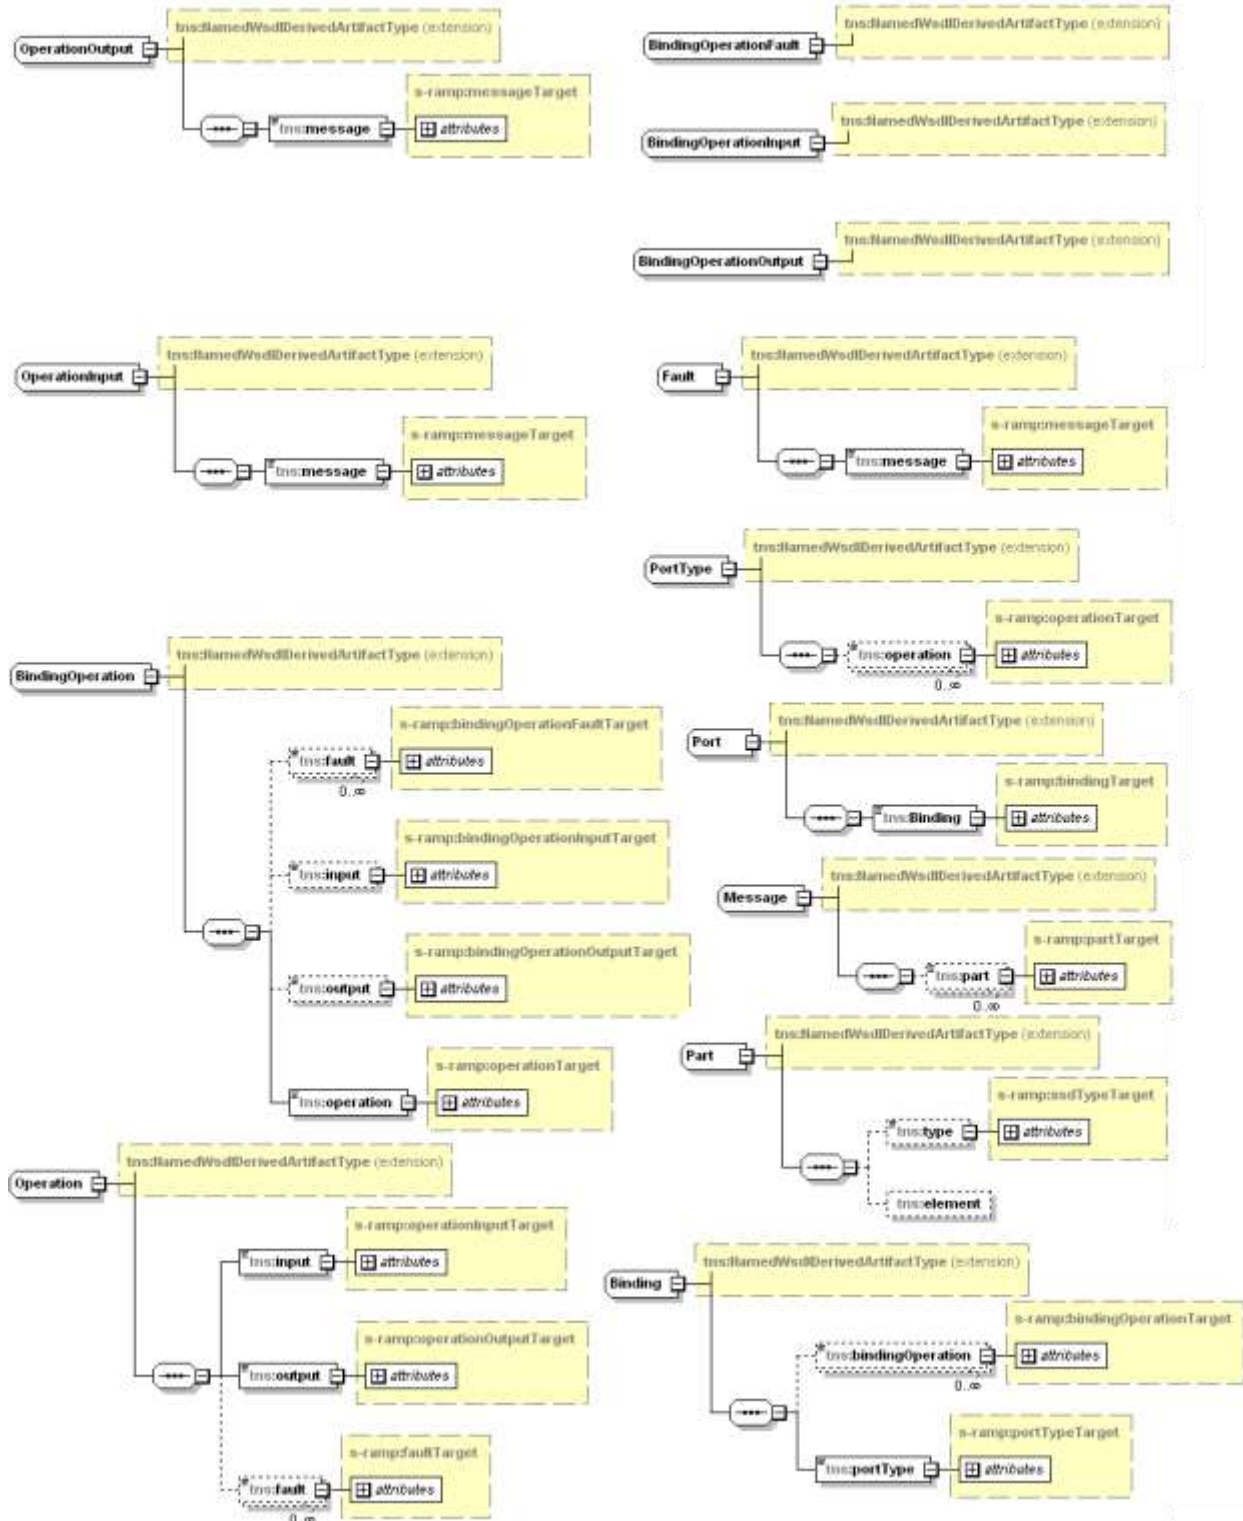 OperationOutput
tns:NamedWsdlDerivedArtifactType (extension)
s-ramp:messageTarget
tns:message
attributes
BindingOperationFault
tns:NamedWsdlDerivedArtifactType (extension)
BindingOperationInput
tns:NamedWsdlDerivedArtifactType (extension)
BindingOperationOutput
tns:NamedWsdlDerivedArtifactType (extension)
OperationInput
tns:NamedWsdlDerivedArtifactType (extension)
s-ramp:messageTarget
tns:message
attributes
Fault
tns:NamedWsdlDerivedArtifactType (extension)
s-ramp:messageTarget
tns:message
attributes
PortType
tns:NamedWsdlDerivedArtifactType (extension)
s-ramp:operationTarget
tns:operation
attributes
0..∞
BindingOperation
tns:NamedWsdlDerivedArtifactType (extension)
s-ramp:bindingOperationFaultTarget
tns:fault
attributes
0..∞
s-ramp:bindingOperationInputTarget
tns:input
attributes
s-ramp:bindingOperationOutputTarget
tns:output
attributes
s-ramp:operationTarget
tns:operation
attributes
Port
tns:NamedWsdlDerivedArtifactType (extension)
s-ramp:bindingTarget
tns:Binding
attributes
Message
tns:NamedWsdlDerivedArtifactType (extension)
s-ramp:partTarget
tns:part
attributes
0..∞
Part
tns:NamedWsdlDerivedArtifactType (extension)
s-ramp:xsdTypeTarget
tns:type
attributes
tns:element
Operation
tns:NamedWsdlDerivedArtifactType (extension)
s-ramp:operationInputTarget
tns:input
attributes
s-ramp:operationOutputTarget
tns:output
attributes
s-ramp:faultTarget
tns:fault
attributes
0..∞
Binding
tns:NamedWsdlDerivedArtifactType (extension)
s-ramp:bindingOperationTarget
tns:bindingOperation
attributes
0..∞
s-ramp:portTypeTarget
tns:portType
attributes